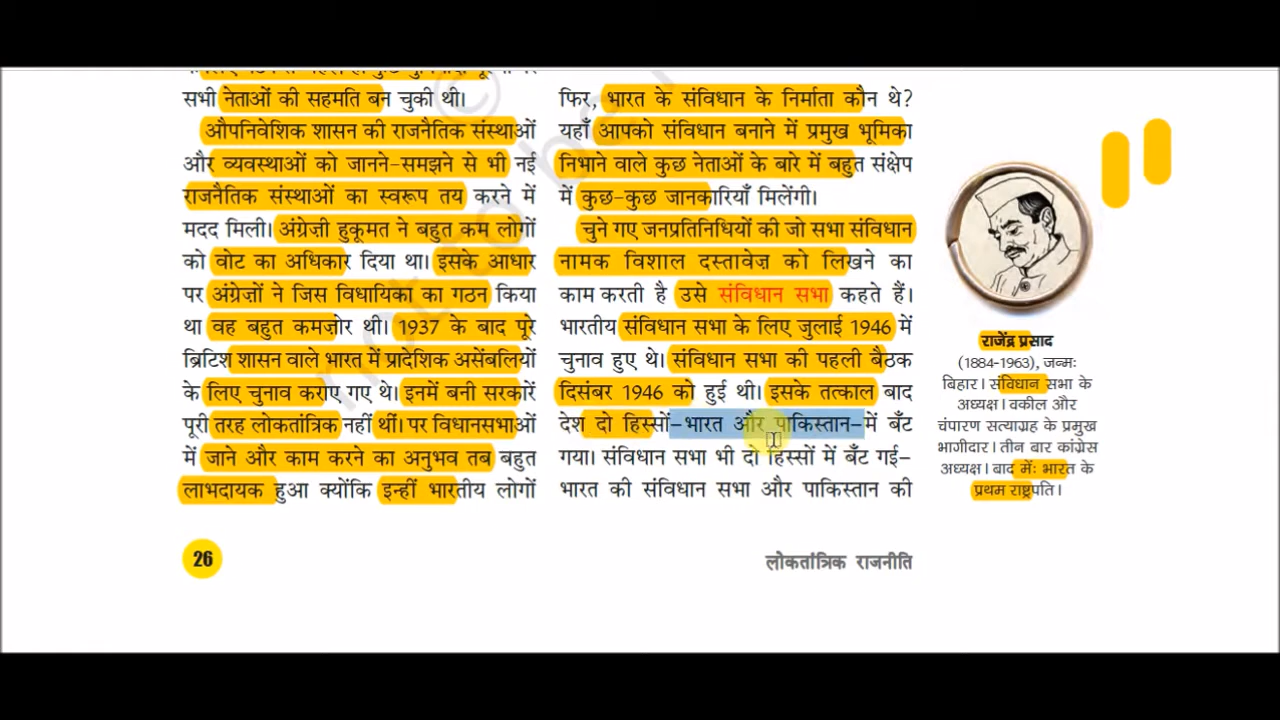 सभी नेताओं की सहमति बन चुकी थी।
औपनिवेशिक शासन की राजनैतिक संस्थाओं
और व्यवस्थाओं को जानने-समझने से भी नई
राजनैतिक संस्थाओं का स्वरूप तय करने में
मदद मिली। अंग्रेज़ी हुकूमत ने बहुत कम लोगों
को वोट का अधिकार दिया था। इसके आधार
पर अंग्रेज़ों ने जिस विधायिका का गठन किया
था वह बहुत कमज़ोर थी। 1937 के बाद पूरे
ब्रिटिश शासन वाले भारत में प्रादेशिक असेंबलियों
के लिए चुनाव कराए गए थे। इनमें बनी सरकारें
पूरी तरह लोकतांत्रिक नहीं थीं। पर विधानसभाओं
में जाने और काम करने का अनुभव तब बहुत
लाभदायक हुआ क्योंकि इन्हीं भारतीय लोगों
फिर, भारत के संविधान के निर्माता कौन थे?
यहाँ आपको संविधान बनाने में प्रमुख भूमिका
निभाने वाले कुछ नेताओं के बारे में बहुत संक्षेप
में कुछ-कुछ जानकारियाँ मिलेंगी।
चुने गए जनप्रतिनिधियों की जो सभा संविधान
नामक विशाल दस्तावेज़ को लिखने का
काम करती है उसे संविधान सभा कहते हैं।
भारतीय संविधान सभा के लिए जुलाई 1946 में
चुनाव हुए थे। संविधान सभा की पहली बैठक
दिसंबर 1946 को हुई थी। इसके तत्काल बाद
देश दो हिस्सों–भारत और पाकिस्तान–में बँट
गया। संविधान सभा भी दो हिस्सों में बँट गई–
भारत की संविधान सभा और पाकिस्तान की
राजेंद्र प्रसाद
(1884-1963), जन्मः
बिहार। संविधान सभा के
अध्यक्ष। वकील और
चंपारण सत्याग्रह के प्रमुख
भागीदार। तीन बार कांग्रेस
अध्यक्ष। बाद में: भारत के
प्रथम राष्ट्रपति।
26
लोकतांत्रिक राजनीति